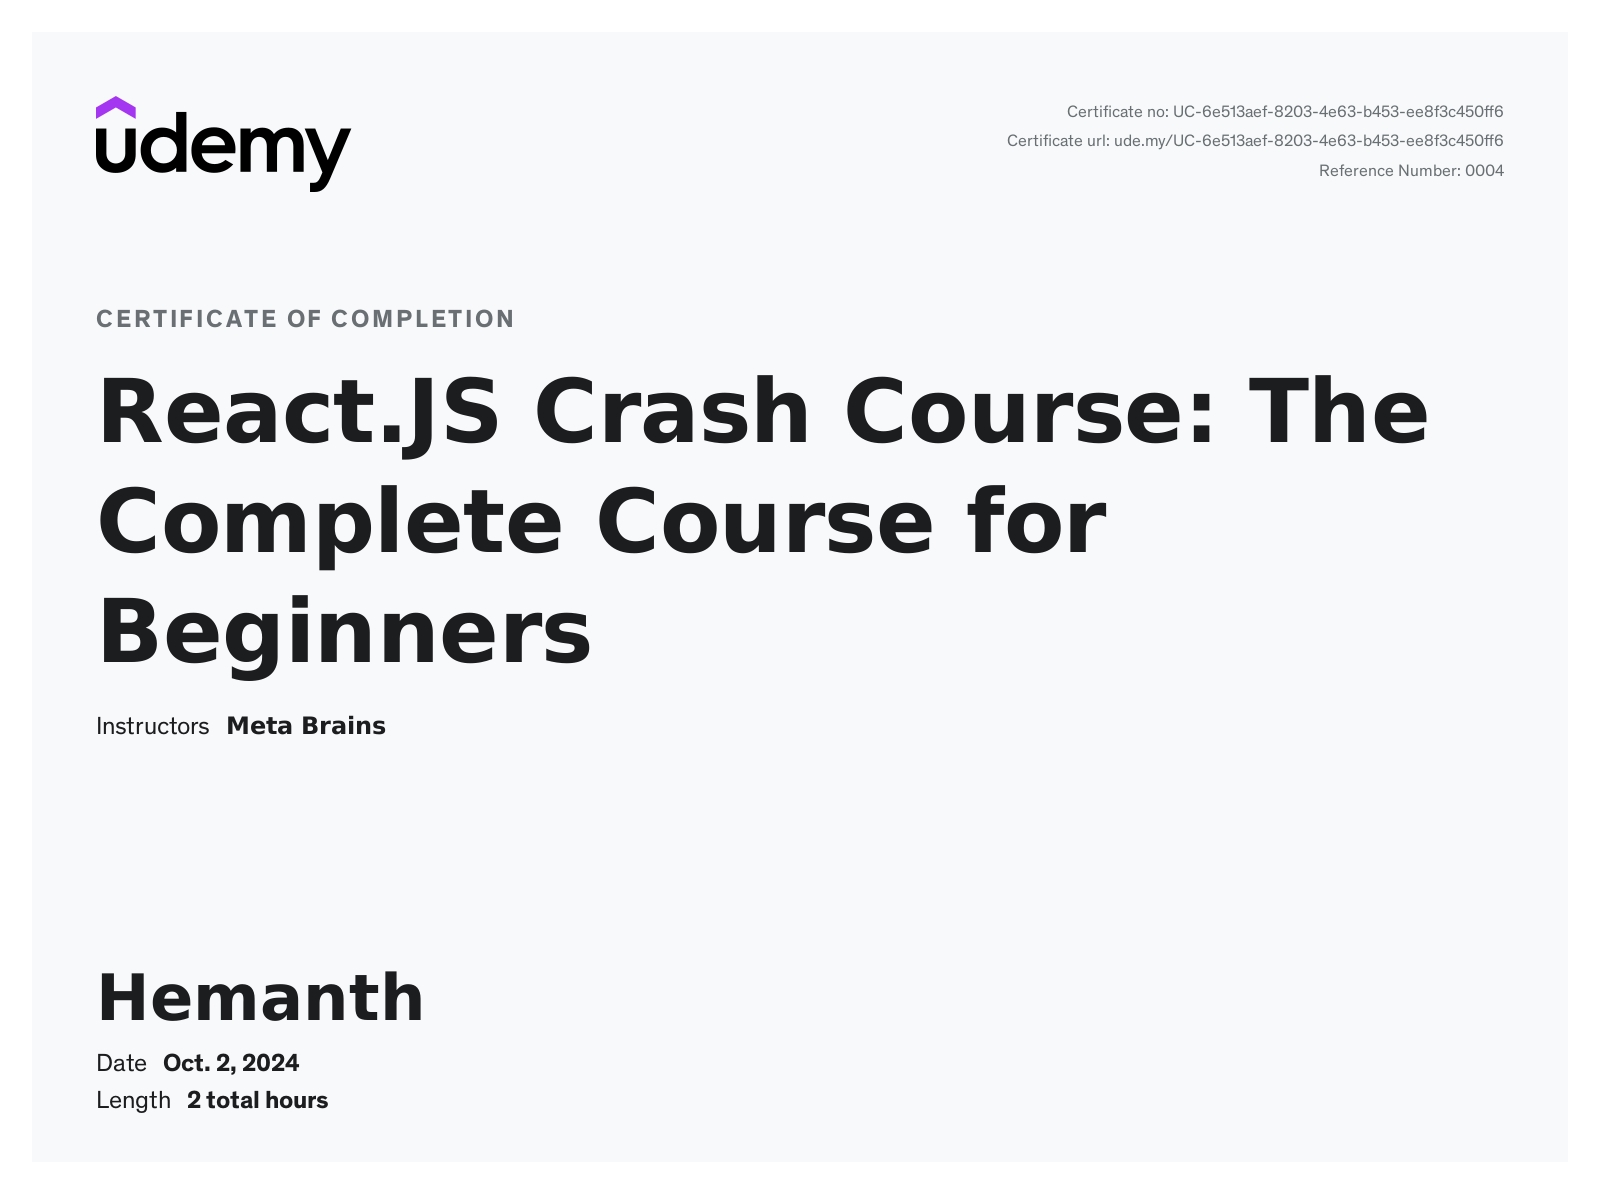 udemy
Certificate no: UC-6e513aef-8203-4e63-b453-ee8f3c450ff6
Certificate url: ude.my/UC-6e513aef-8203-4e63-b453-ee8f3c450ff6
Reference Number: 0004
CERTIFICATE OF COMPLETION
React.JS Crash Course: The
Complete Course for
Beginners
Instructors Meta Brains
Hemanth
Date Oct. 2, 2024
Length 2 total hours